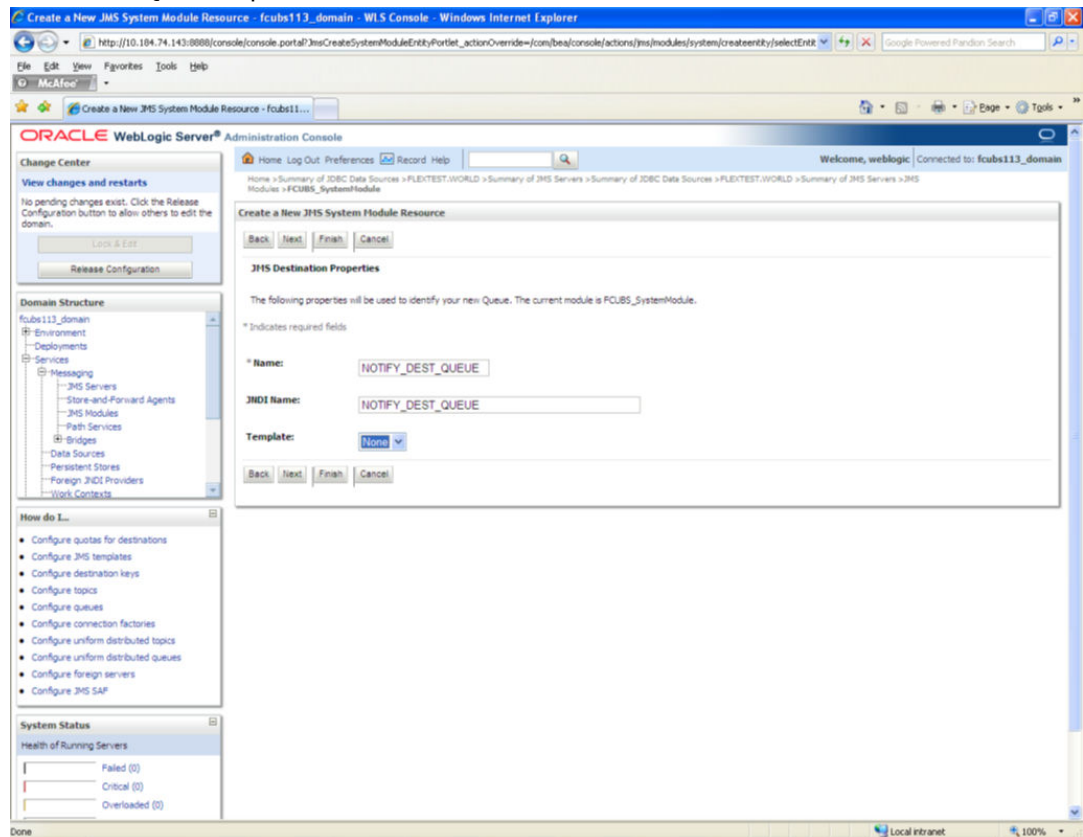 Create a New JMS System Module Resource - fcubs113_domain - WLS Console - Windows Internet Explorer
http://10.184.74.143:8888/console/console.portal?JmsCreateSystemModuleEntityPortlet_actionOverride=/com/bea/console/actions/jms/modules/system/createentity/selectEntit
Google Powered Pandion Search
File Edit View Favorites Tools Help
McAfee
Create a New JMS System Module Resource - fcubs11...
Page Tools
ORACLE WebLogic Server® Administration Console
Change Center
View changes and restarts
No pending changes exist. Click the Release
Configuration button to allow others to edit the
domain.
Lock & Edit
Release Configuration
Domain Structure
fcubs113_domain
Environment
Deployments
Services
Messaging
JMS Servers
Store-and-Forward Agents
JMS Modules
Path Services
Bridges
Data Sources
Persistent Stores
Foreign JNDI Providers
Work Contexts
How do I...
Configure quotas for destinations
Configure JMS templates
Configure destination keys
Configure topics
Configure queues
Configure connection factories
Configure uniform distributed topics
Configure uniform distributed queues
Configure foreign servers
Configure JMS SAF
System Status
Health of Running Servers
Failed (0)
Critical (0)
Overloaded (0)
Home Log Out Preferences Record Help
Welcome, weblogic Connected to: fcubs113_domain
Home >Summary of JDBC Data Sources >FLEXTEST.WORLD >Summary of JMS Servers >Summary of JDBC Data Sources >FLEXTEST.WORLD >Summary of JMS Servers >JMS
Modules >FCUBS_SystemModule
Create a New JMS System Module Resource
Back Next Finish Cancel
JMS Destination Properties
The following properties will be used to identify your new Queue. The current module is FCUBS_SystemModule.
* Indicates required fields
* Name: NOTIFY_DEST_QUEUE
JNDI Name: NOTIFY_DEST_QUEUE
Template: None
Back Next Finish Cancel
Done
Local intranet
100%